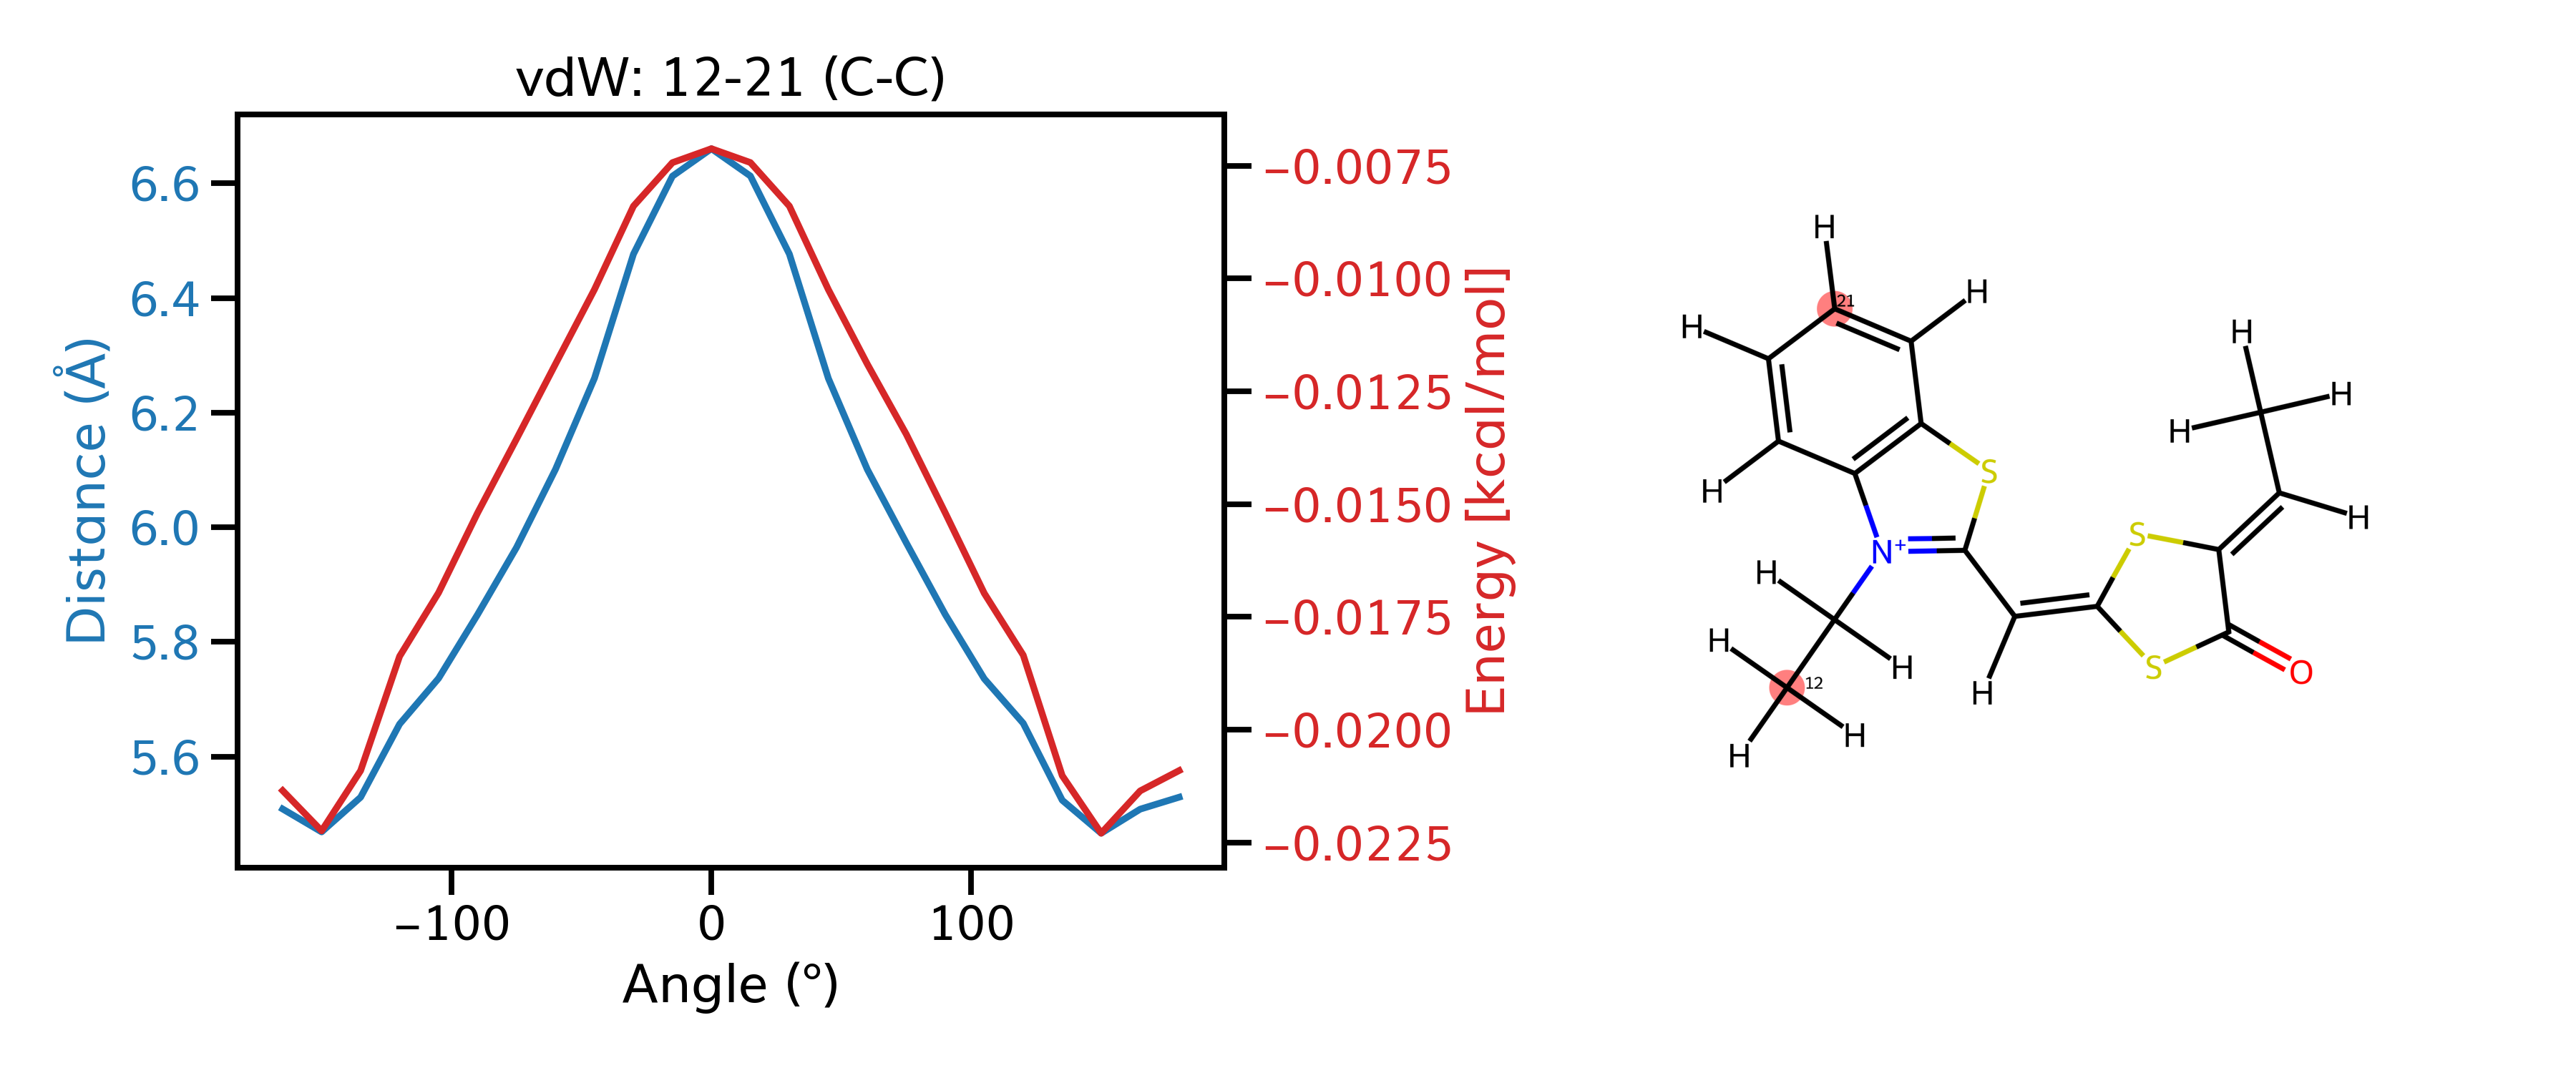 vdW: 12-21 (C-C)
6.6
6.4
6.2
6.0
5.8
5.6
Distance (Å)
−0.0075
−0.0100
−0.0125
−0.0150
−0.0175
−0.0200
−0.0225
Energy [kcal/mol]
−100 0 100
Angle (°)
H
H
21
H
H
H
H
H
S
H
S
N+
H
H
H
S
O
H
12
H
H
H